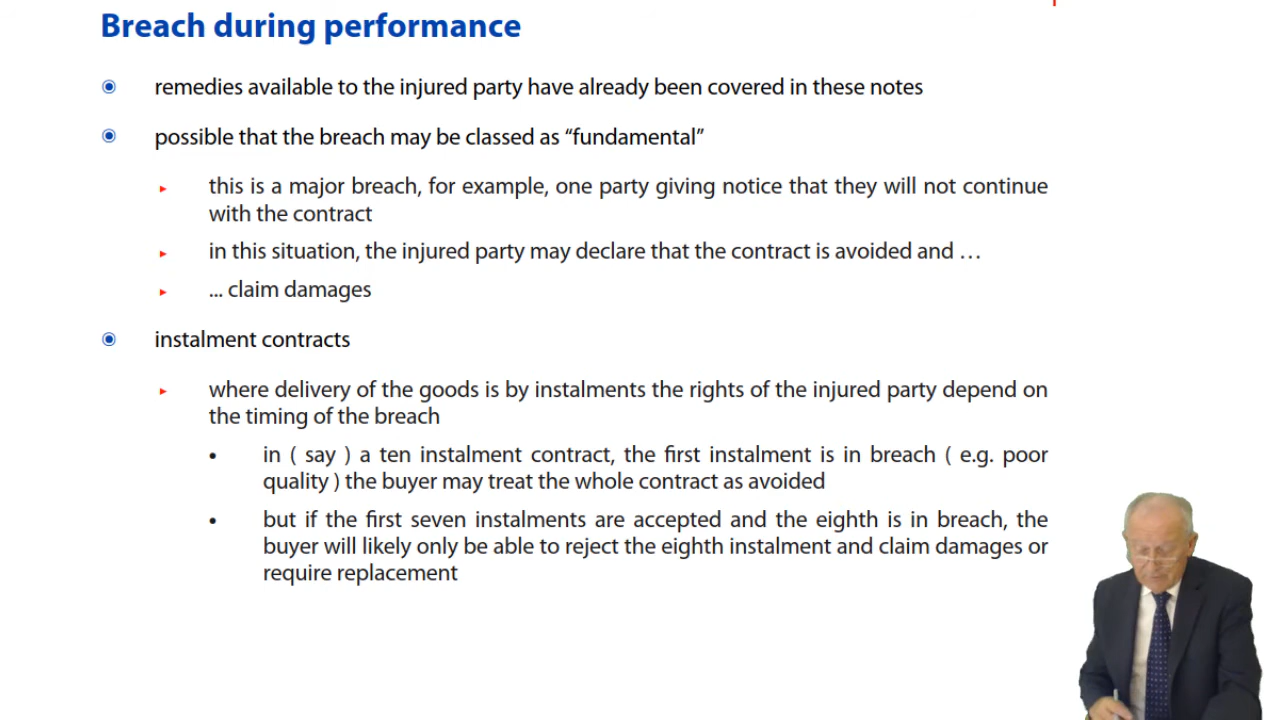 Breach during performance
remedies available to the injured party have already been covered in these notes
possible that the breach may be classed as “fundamental”
this is a major breach, for example, one party giving notice that they will not continue
with the contract
in this situation, the injured party may declare that the contract is avoided and …
... claim damages
instalment contracts
where delivery of the goods is by instalments the rights of the injured party depend on
the timing of the breach
in ( say ) a ten instalment contract, the first instalment is in breach ( e.g. poor
quality ) the buyer may treat the whole contract as avoided
but if the first seven instalments are accepted and the eighth is in breach, the
buyer will likely only be able to reject the eighth instalment and claim damages or
require replacement